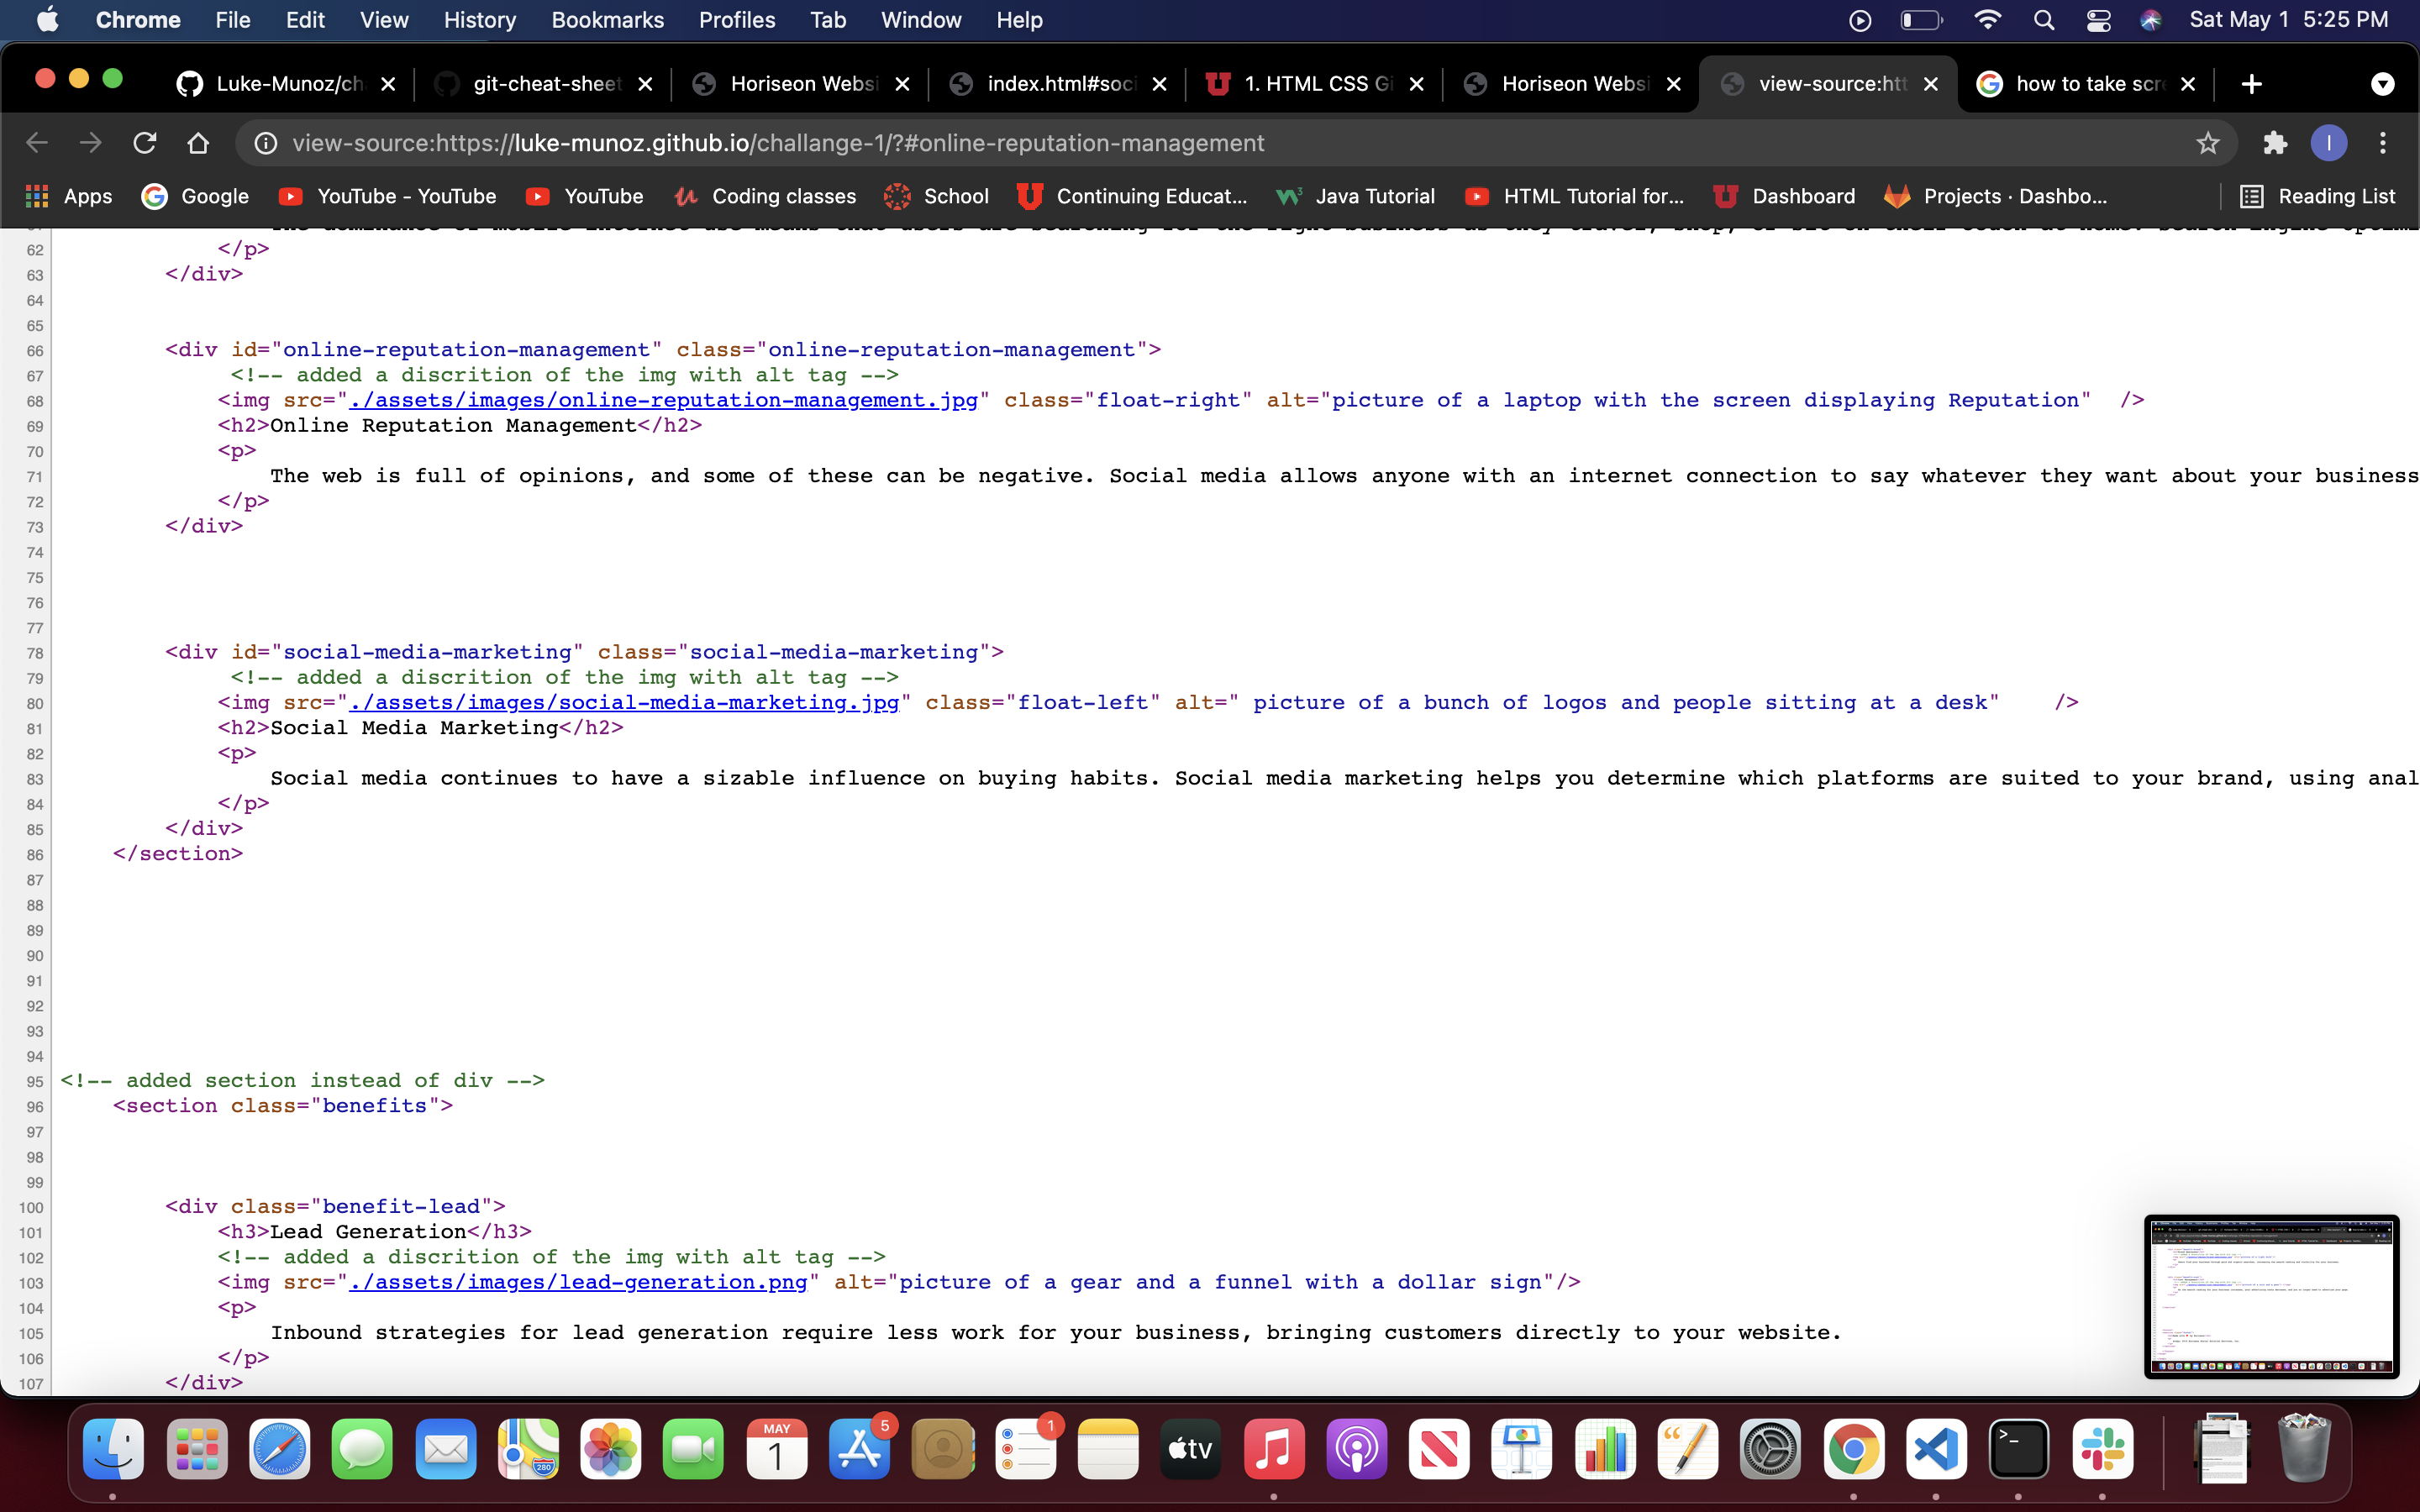 Chrome File Edit View History Bookmarks Profiles Tab Window Help Sat May 1 5:25 PM
Luke-Munoz/ch git-cheat-sheet Horiseon Websi index.html#soci 1. HTML CSS Gi Horiseon Websi view-source:htt how to take scre
view-source:https://luke-munoz.github.io/challange-1/?#online-reputation-management
Apps Google YouTube - YouTube YouTube Coding classes School Continuing Educat... Java Tutorial HTML Tutorial for... Dashboard Projects · Dashbo... Reading List
62 </p>
63 </div>
64
65
66 <div id="online-reputation-management" class="online-reputation-management">
67 <!-- added a discrition of the img with alt tag -->
68 <img src="./assets/images/online-reputation-management.jpg" class="float-right" alt="picture of a laptop with the screen displaying Reputation" />
69 <h2>Online Reputation Management</h2>
70 <p>
71 The web is full of opinions, and some of these can be negative. Social media allows anyone with an internet connection to say whatever they want about your business
72 </p>
73 </div>
74
75
76
77
78 <div id="social-media-marketing" class="social-media-marketing">
79 <!-- added a discrition of the img with alt tag -->
80 <img src="./assets/images/social-media-marketing.jpg" class="float-left" alt=" picture of a bunch of logos and people sitting at a desk" />
81 <h2>Social Media Marketing</h2>
82 <p>
83 Social media continues to have a sizable influence on buying habits. Social media marketing helps you determine which platforms are suited to your brand, using anal
84 </p>
85 </div>
86 </section>
87
88
89
90
91
92
93
94
95 <!-- added section instead of div -->
96 <section class="benefits">
97
98
99
100 <div class="benefit-lead">
101 <h3>Lead Generation</h3>
102 <!-- added a discrition of the img with alt tag -->
103 <img src="./assets/images/lead-generation.png" alt="picture of a gear and a funnel with a dollar sign"/>
104 <p>
105 Inbound strategies for lead generation require less work for your business, bringing customers directly to your website.
106 </p>
107 </div>
MAY 1 5 1 tv 280